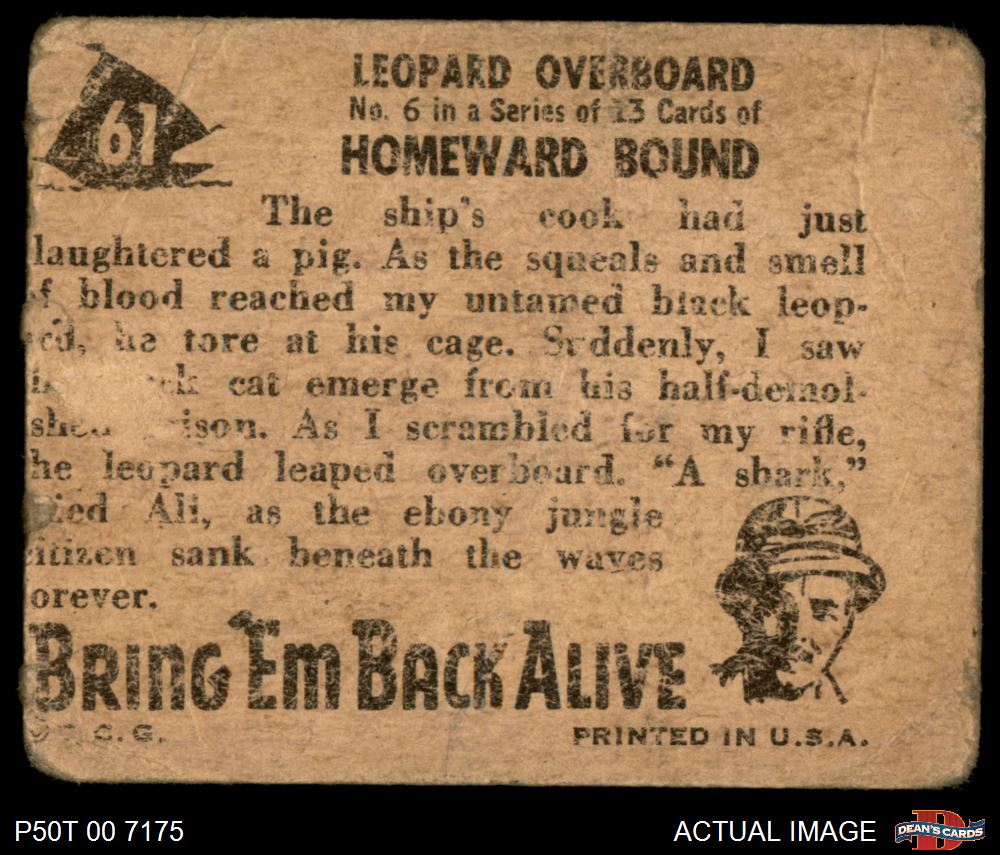 61
LEOPARD OVERBOARD
No. 6 in a Series of 13 Cards of
HOMEWARD BOUND
The ship's cook had just
laughtered a pig. As the squeals and smell
of blood reached my untamed black leop-
rd, he tore at his cage. Suddenly, I saw
cat emerge from his half-demol-
shed rison. As I scrambled for my rifle,
he leopard leaped overboard. "A shark,"
ied Ali, as the ebony jungle
citizen sank beneath the waves
orever.
BRING 'EM BACK ALIVE
C. G.
PRINTED IN U.S.A.
P50T 00 7175
ACTUAL IMAGE
D
DEAN'S CARDS